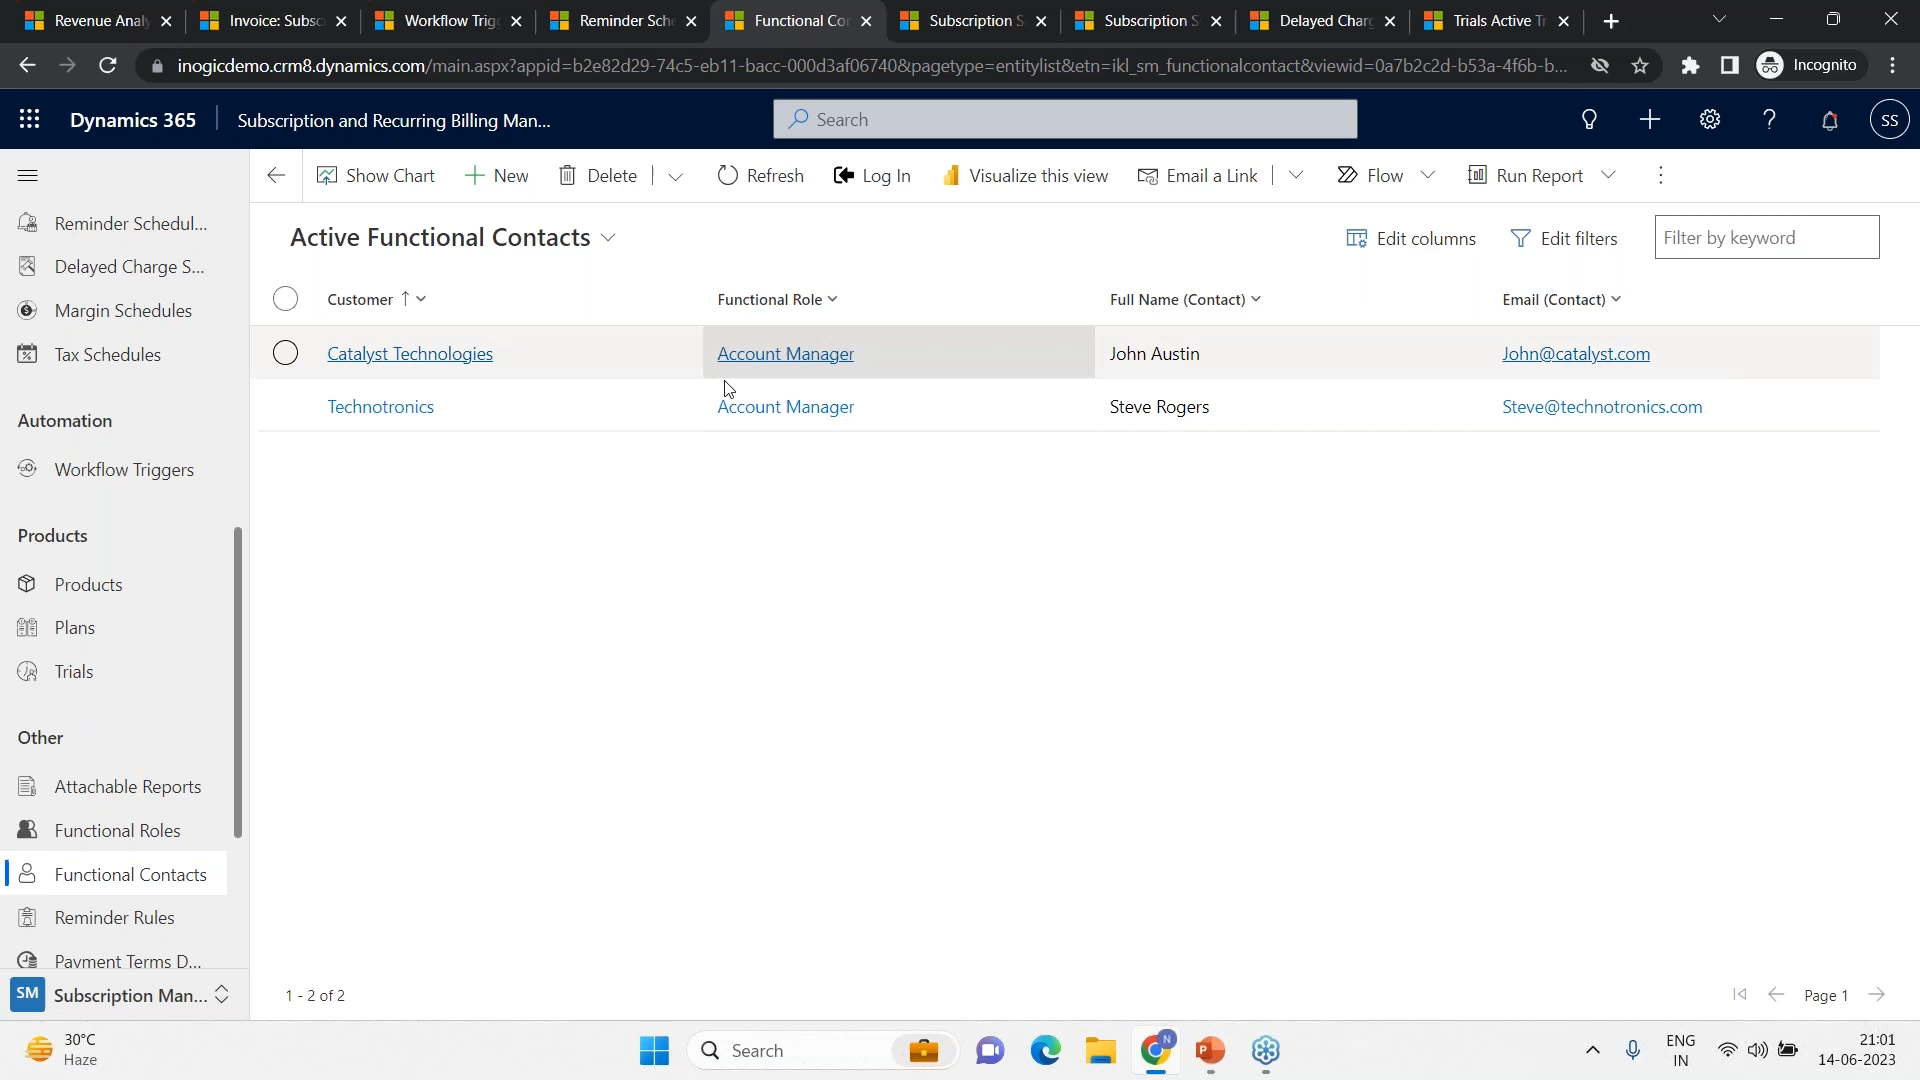 Revenue Analy
Invoice: Subsc
Workflow Trigg
Reminder Sche
Functional Con
Subscription S
Subscription S
Delayed Charg
Trials Active Tr
inogicdemo.crm8.dynamics.com/main.aspx?appid=b2e82d29-74c5-eb11-bacc-000d3af06740&pagetype=entitylist&etn=ikl_sm_functionalcontact&viewid=0a7b2c2d-b53a-4f6b-b...
Incognito
Dynamics 365
Subscription and Recurring Billing Man...
Search
SS
Show Chart
New
Delete
Refresh
Log In
Visualize this view
Email a Link
Flow
Run Report
Reminder Schedul...
Delayed Charge S...
Margin Schedules
Tax Schedules
Automation
Workflow Triggers
Products
Products
Plans
Trials
Other
Attachable Reports
Functional Roles
Functional Contacts
Reminder Rules
Payment Terms D...
SM Subscription Man...
Active Functional Contacts
Edit columns
Edit filters
Filter by keyword
Customer ↑ Functional Role Full Name (Contact) Email (Contact)
Catalyst Technologies Account Manager John Austin John@catalyst.com
Technotronics Account Manager Steve Rogers Steve@technotronics.com
1 - 2 of 2
Page 1
30°C
Haze
Search
N
ENG
IN
21:01
14-06-2023